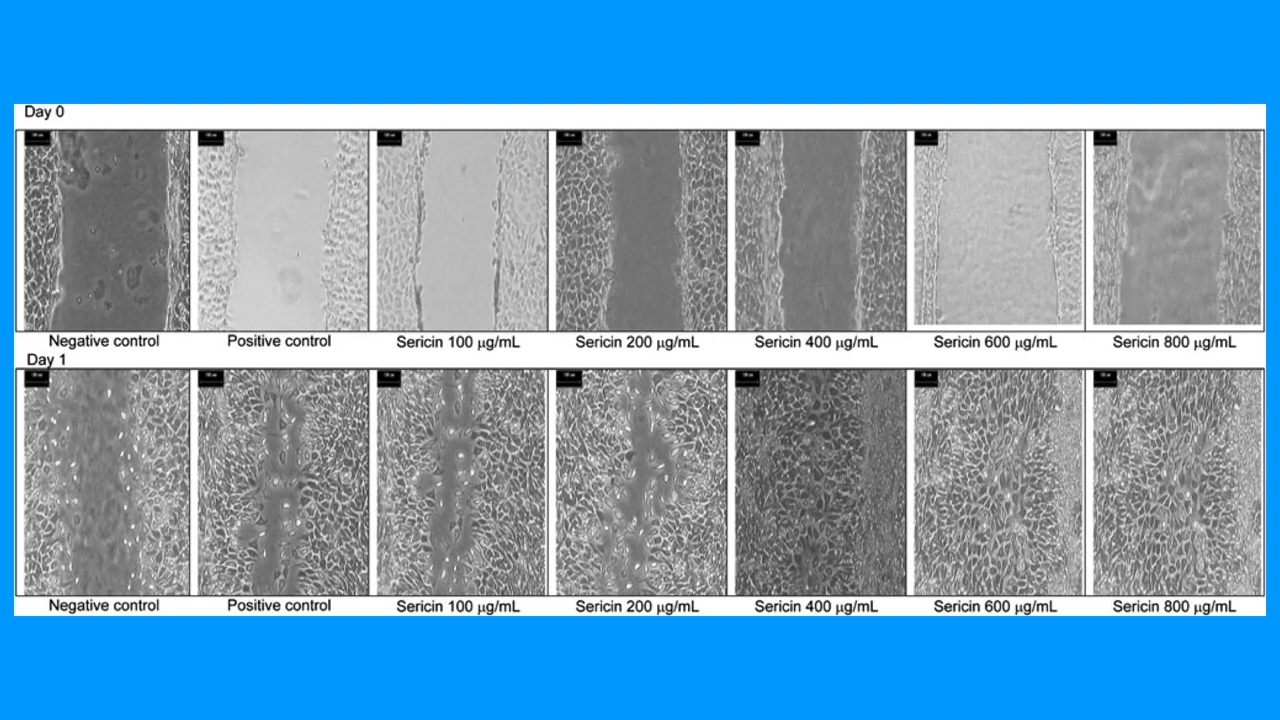 Day 0
Negative control
Positive control
Sericin 100 µg/mL
Sericin 200 µg/mL
Sericin 400 µg/mL
Sericin 600 µg/mL
Sericin 800 µg/mL
Day 1
Negative control
Positive control
Sericin 100 µg/mL
Sericin 200 µg/mL
Sericin 400 µg/mL
Sericin 600 µg/mL
Sericin 800 µg/mL